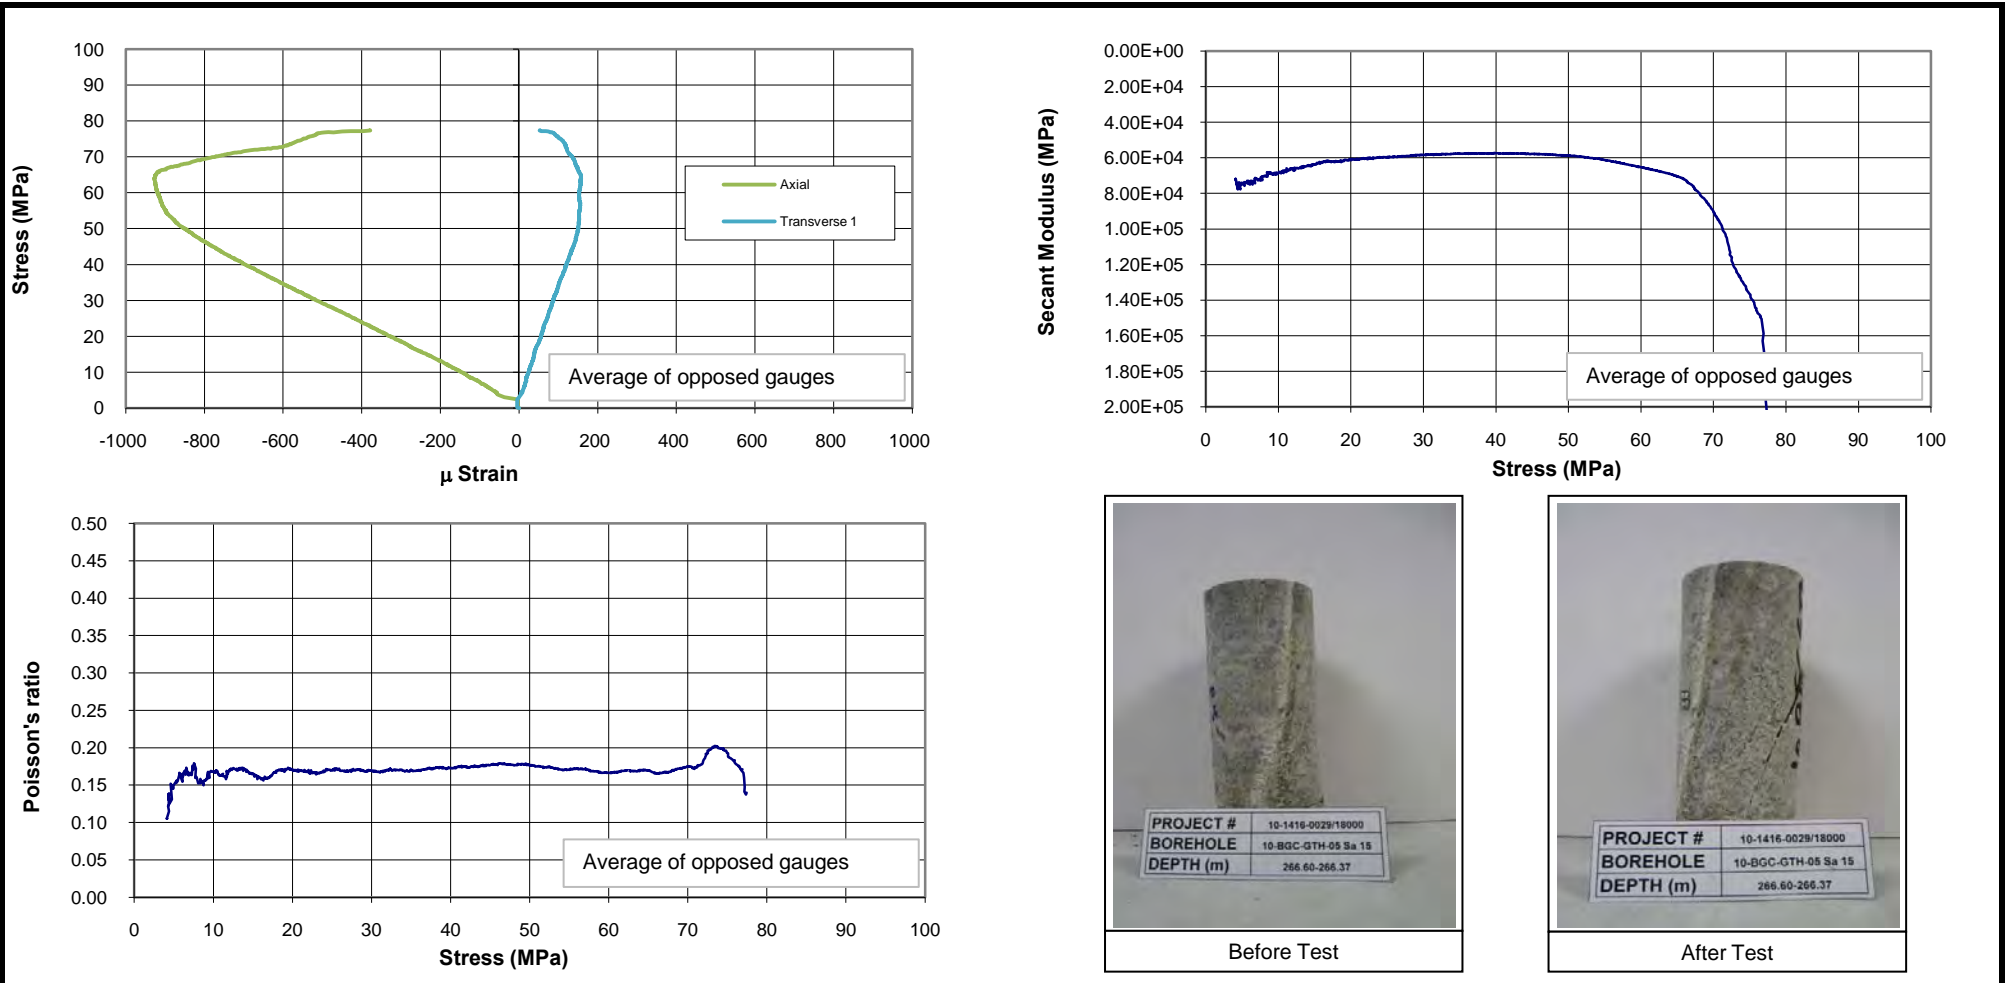 100
90
80
70
60
50
40
30
20
10
0
Stress (MPa)
Axial
Transverse 1
Average of opposed gauges
-1000 -800 -600 -400 -200 0 200 400 600 800 1000
µ Strain
0.00E+00
2.00E+04
4.00E+04
6.00E+04
8.00E+04
1.00E+05
1.20E+05
1.40E+05
1.60E+05
1.80E+05
2.00E+05
Secant Modulus (MPa)
Average of opposed gauges
0 10 20 30 40 50 60 70 80 90 100
Stress (MPa)
0.50
0.45
0.40
0.35
0.30
0.25
0.20
0.15
0.10
0.05
0.00
Poisson's ratio
Average of opposed gauges
0 10 20 30 40 50 60 70 80 90 100
Stress (MPa)
PROJECT # 10-1416-0029/18000
BOREHOLE 10-BGC-GTH-05 Sa 15
DEPTH (m) 266.60-266.37
Before Test
PROJECT # 10-1416-0029/18000
BOREHOLE 10-BGC-GTH-05 Sa 15
DEPTH (m) 266.60-266.37
After Test